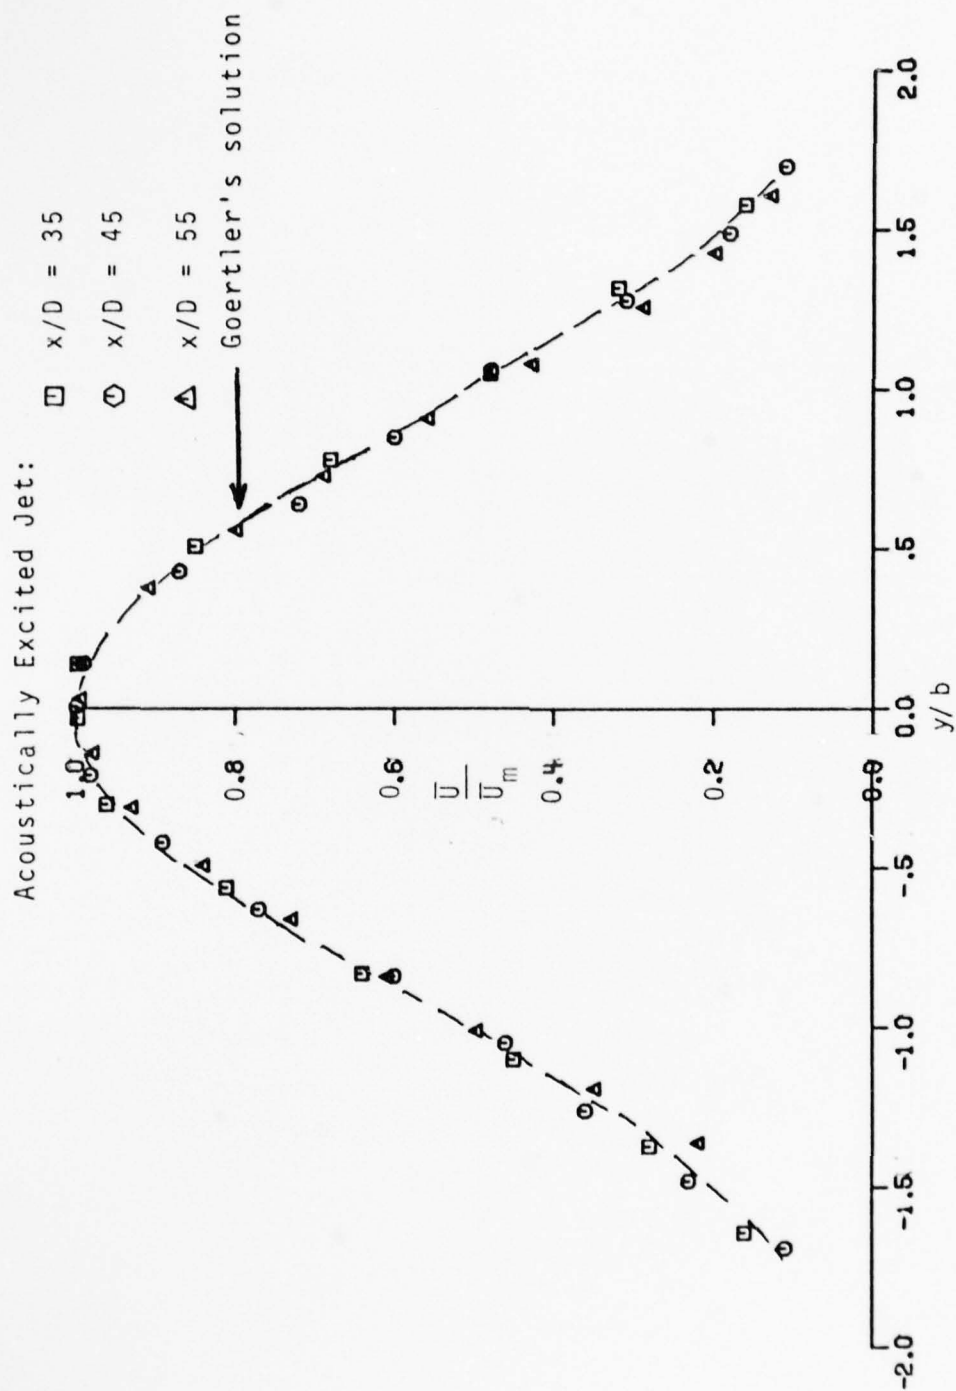 Acoustically Excited Jet:
x/D = 35
x/D = 45
x/D = 55
Goertler's solution
1.0
0.8
0.6
U
U m
0.4
0.2
0.0
-2.0
-1.5
-1.0
-.5
0.0
.5
1.0
1.5
2.0
y/b